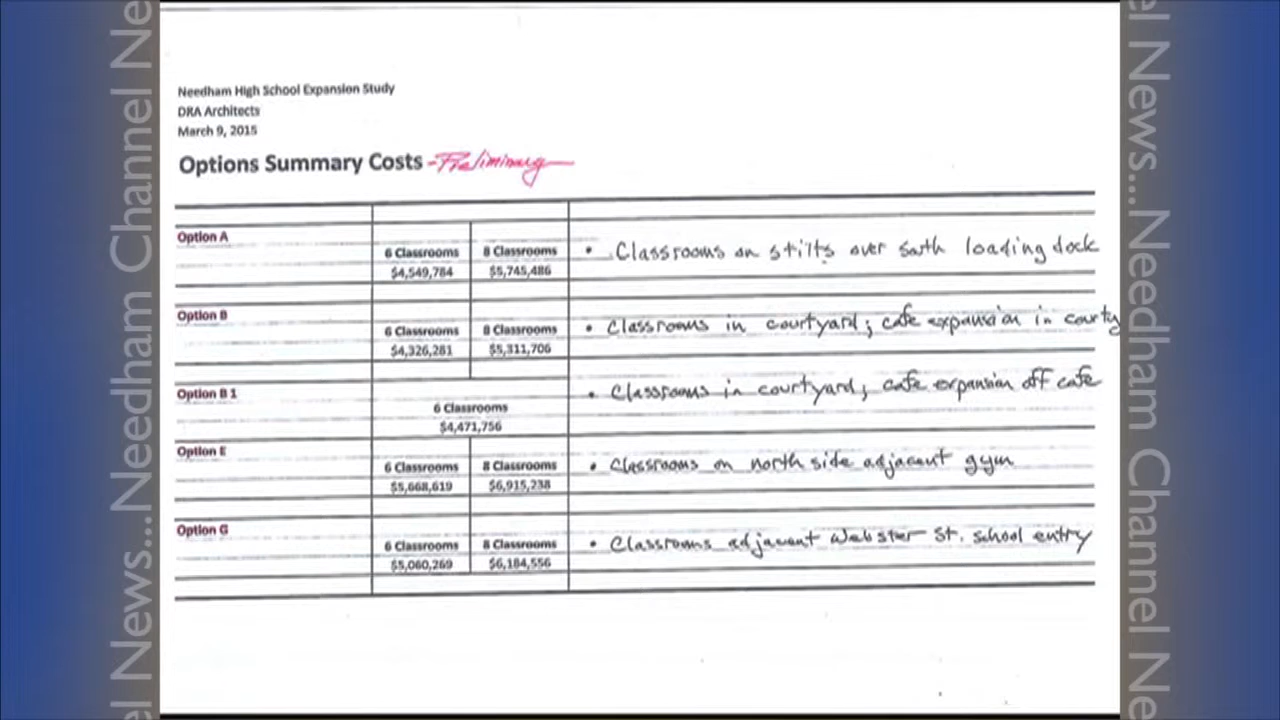 Needham High School Expansion Study
DRA Architects
March 9, 2015
Options Summary Costs - Preliminary
Option A
6 Classrooms 8 Classrooms
$4,549,784 $5,745,486
• Classrooms on stilts over south loading dock
Option B
6 Classrooms 8 Classrooms
$4,326,281 $5,311,706
• Classrooms in courtyard; cafe expansion in courty
Option B 1
6 Classrooms
$4,471,756
• Classrooms in courtyard; cafe expansion off cafe
Option E
6 Classrooms 8 Classrooms
$5,668,619 $6,915,238
• Classrooms on north side adjacent gym
Option G
6 Classrooms 8 Classrooms
$5,060,269 $6,184,556
• Classrooms adjacent Webster St. school entry
el News...Needham Channel Ne
el News...Needham Channel Ne